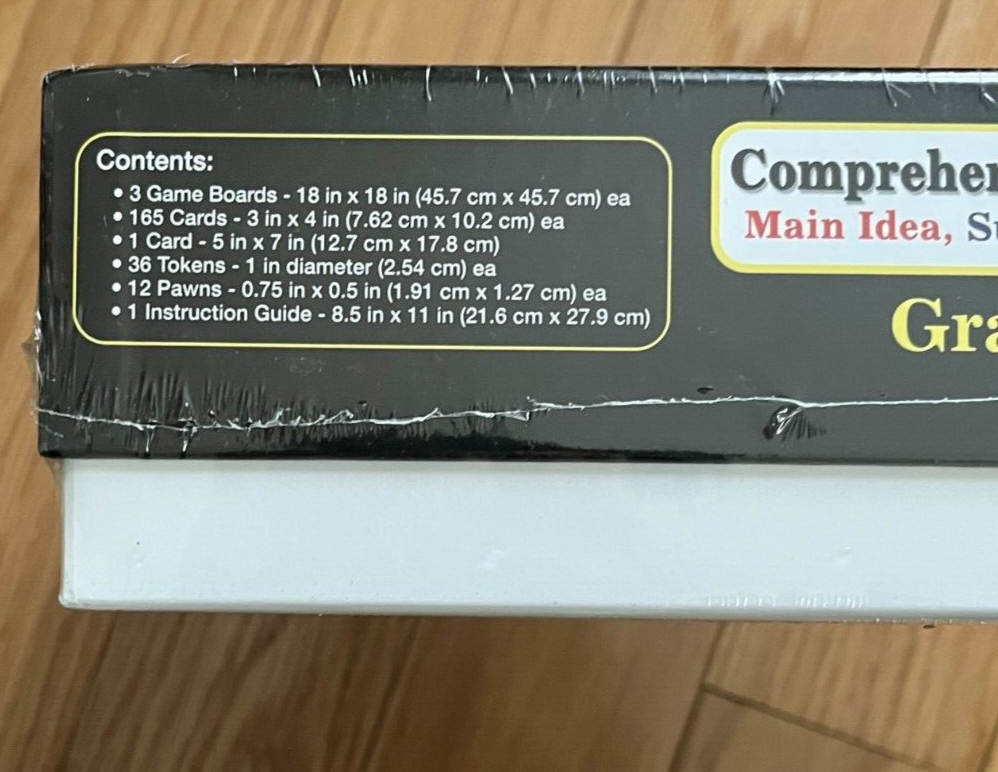 Contents:
• 3 Game Boards - 18 in x 18 in (45.7 cm x 45.7 cm) ea
• 165 Cards - 3 in x 4 in (7.62 cm x 10.2 cm) ea
• 1 Card - 5 in x 7 in (12.7 cm x 17.8 cm)
• 36 Tokens - 1 in diameter (2.54 cm) ea
• 12 Pawns - 0.75 in x 0.5 in (1.91 cm x 1.27 cm) ea
• 1 Instruction Guide - 8.5 in x 11 in (21.6 cm x 27.9 cm)
Comprehen
Main Idea, Su
Gra